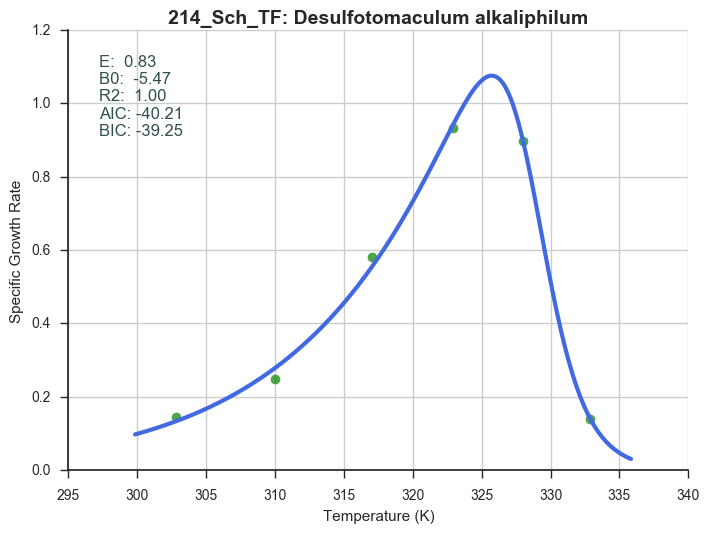 214_Sch_TF: Desulfotomaculum alkaliphilum
E: 0.83
B0: -5.47
R2: 1.00
AIC: -40.21
BIC: -39.25
Specific Growth Rate
1.2
1.0
0.8
0.6
0.4
0.2
0.0
295 300 305 310 315 320 325 330 335 340
Temperature (K)